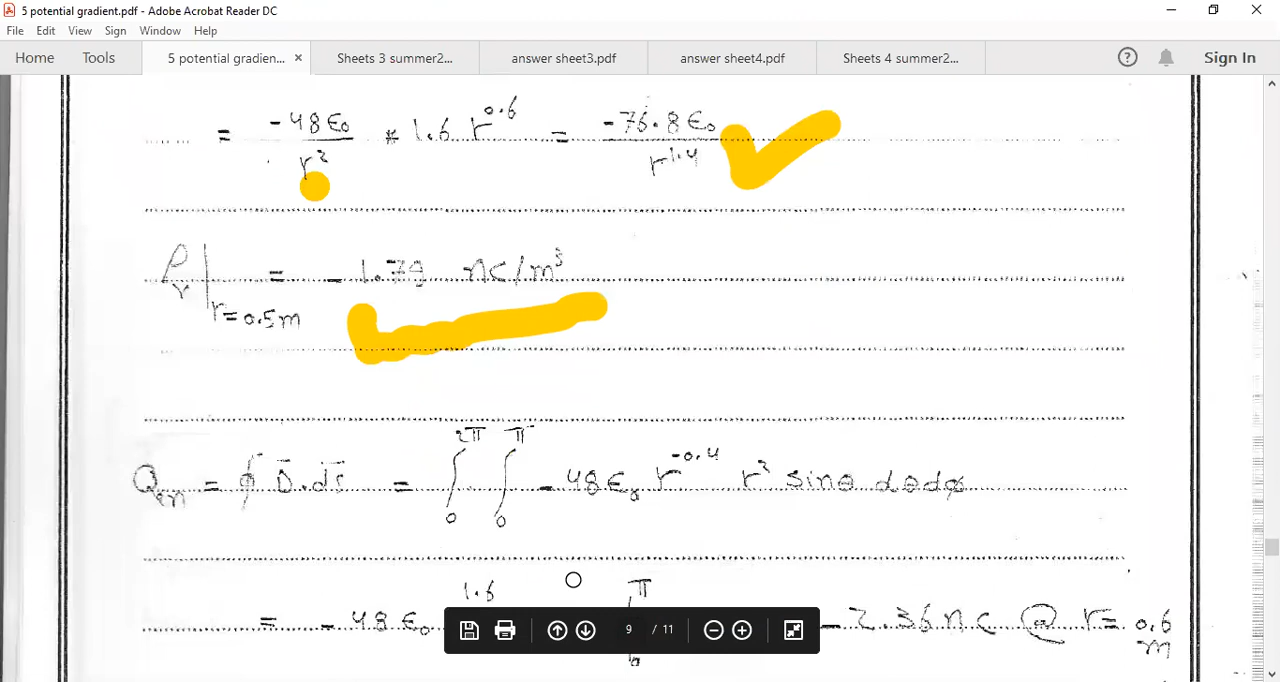 5 potential gradient.pdf - Adobe Acrobat Reader DC
File Edit View Sign Window Help
Home Tools 5 potential gradien... × Sheets 3 summer2... answer sheet3.pdf answer sheet4.pdf Sheets 4 summer2... Sign In
= -48ε₀/r² * 1.6 r^0.6 = -76.8ε₀/r^1.4
ρv|r=0.5m = -1.79 nC/m³
Qen = ∮ D̄.ds̄ = ∫₀^2π ∫₀^π -48ε₀ r^-0.4 r² sinθ dθdφ
= - 48 ε₀ 1.6 π - 2.36 nC @ r= 0.6 m
9 / 11